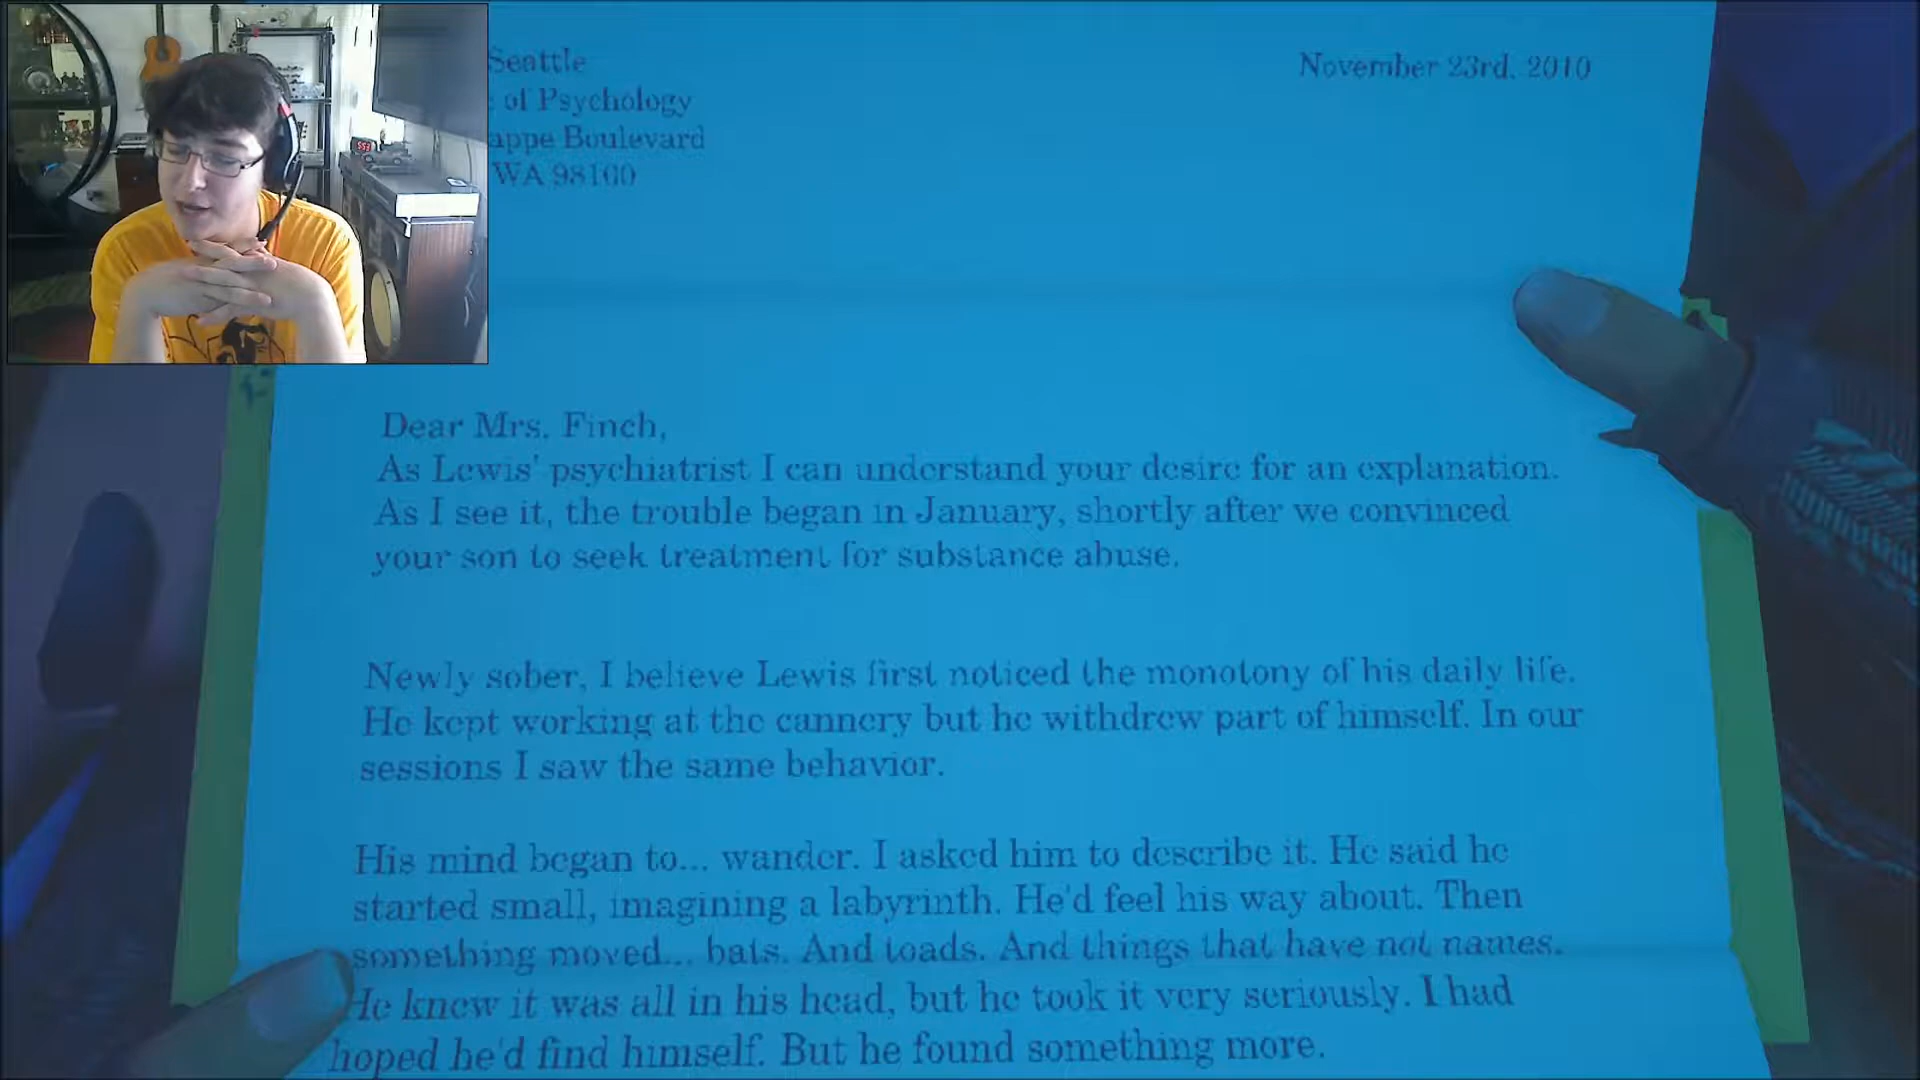 Seattle
of Psychology
appe Boulevard
WA 98100
November 23rd, 2010
553
Dear Mrs. Finch,
As Lewis' psychiatrist I can understand your desire for an explanation.
As I see it, the trouble began in January, shortly after we convinced
your son to seek treatment for substance abuse.
Newly sober, I believe Lewis first noticed the monotony of his daily life.
He kept working at the cannery but he withdrew part of himself. In our
sessions I saw the same behavior.
His mind began to... wander. I asked him to describe it. He said he
started small, imagining a labyrinth. He'd feel his way about. Then
something moved... bats. And toads. And things that have not names.
He knew it was all in his head, but he took it very seriously. I had
hoped he'd find himself. But he found something more.